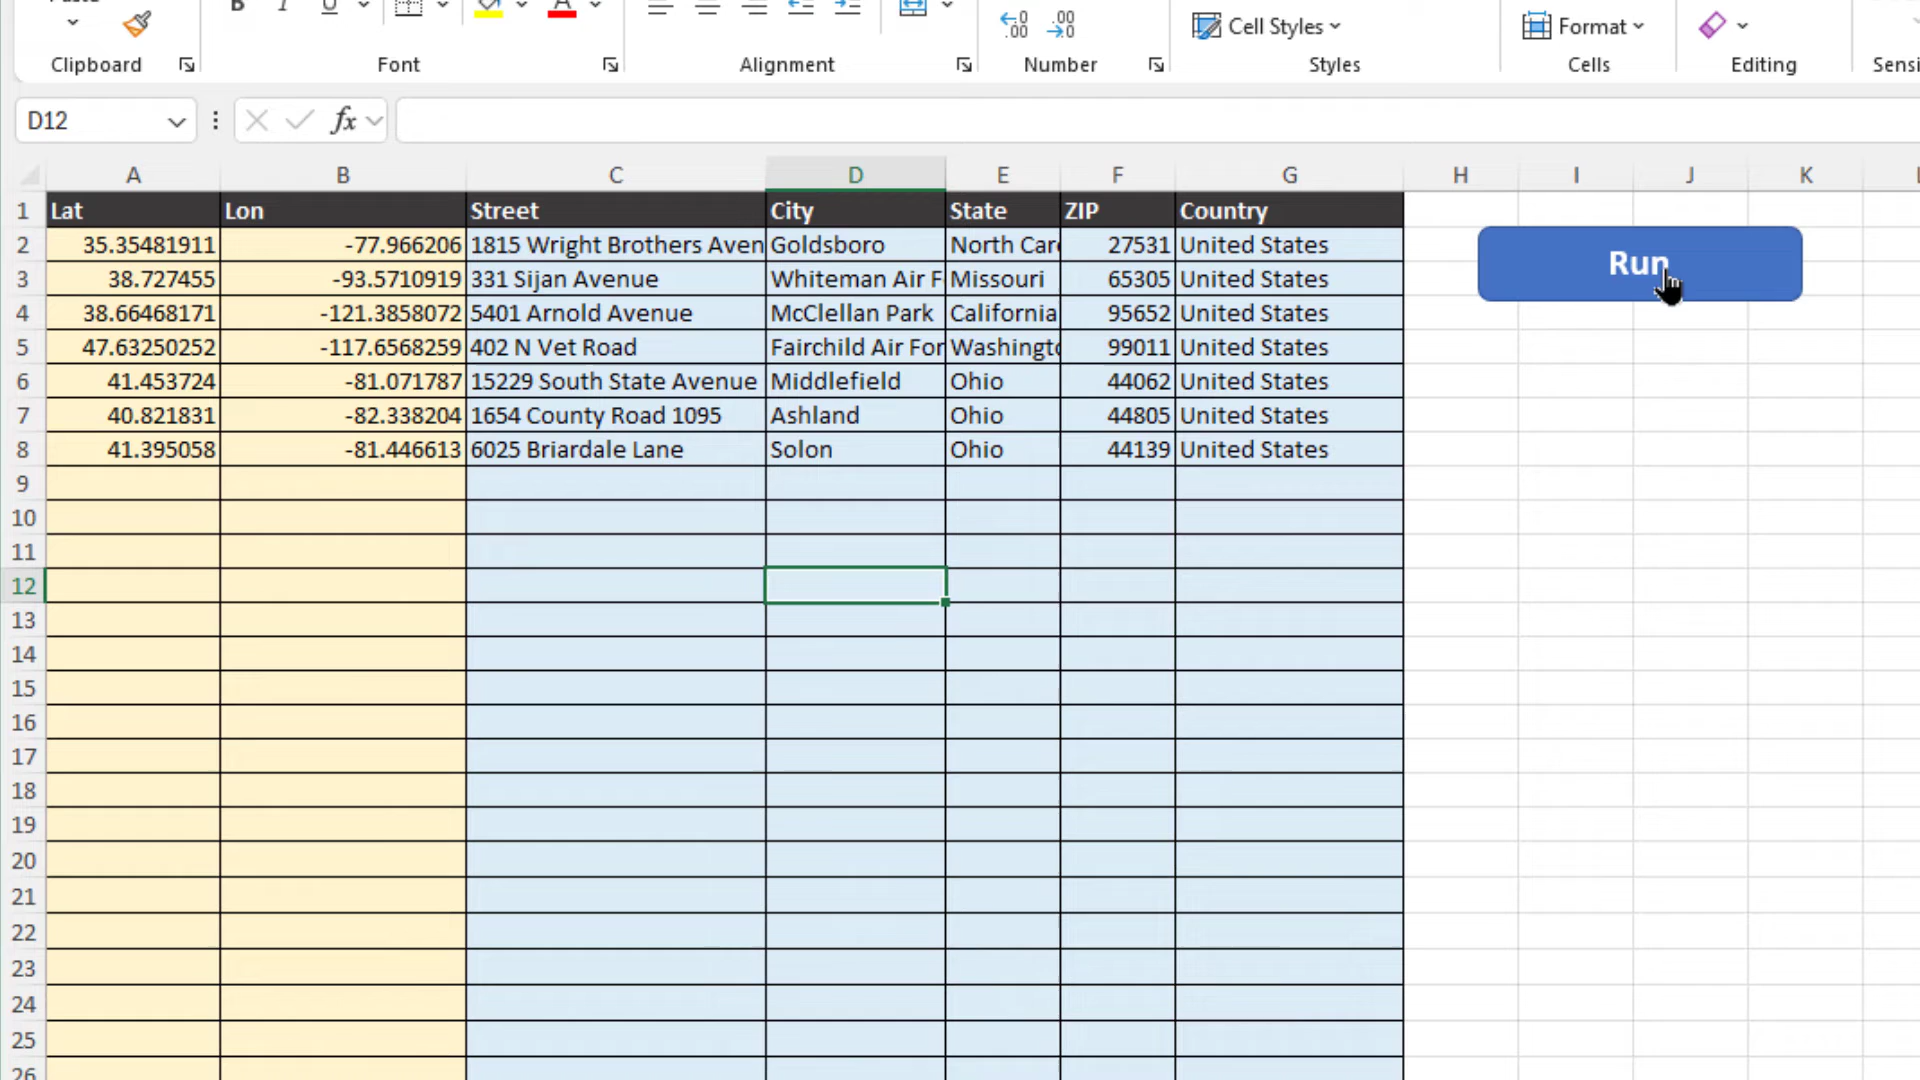 B I U A
.00 .00
Cell Styles
Format
Clipboard Font Alignment Number Styles Cells Editing Sensi
D12 fx
A B C D E F G H I J K
1 Lat Lon Street City State ZIP Country
2 35.35481911 -77.966206 1815 Wright Brothers Aven Goldsboro North Car 27531 United States
Run
3 38.727455 -93.5710919 331 Sijan Avenue Whiteman Air F Missouri 65305 United States
4 38.66468171 -121.3858072 5401 Arnold Avenue McClellan Park California 95652 United States
5 47.63250252 -117.6568259 402 N Vet Road Fairchild Air For Washingto 99011 United States
6 41.453724 -81.071787 15229 South State Avenue Middlefield Ohio 44062 United States
7 40.821831 -82.338204 1654 County Road 1095 Ashland Ohio 44805 United States
8 41.395058 -81.446613 6025 Briardale Lane Solon Ohio 44139 United States
9
10
11
12
13
14
15
16
17
18
19
20
21
22
23
24
25
26